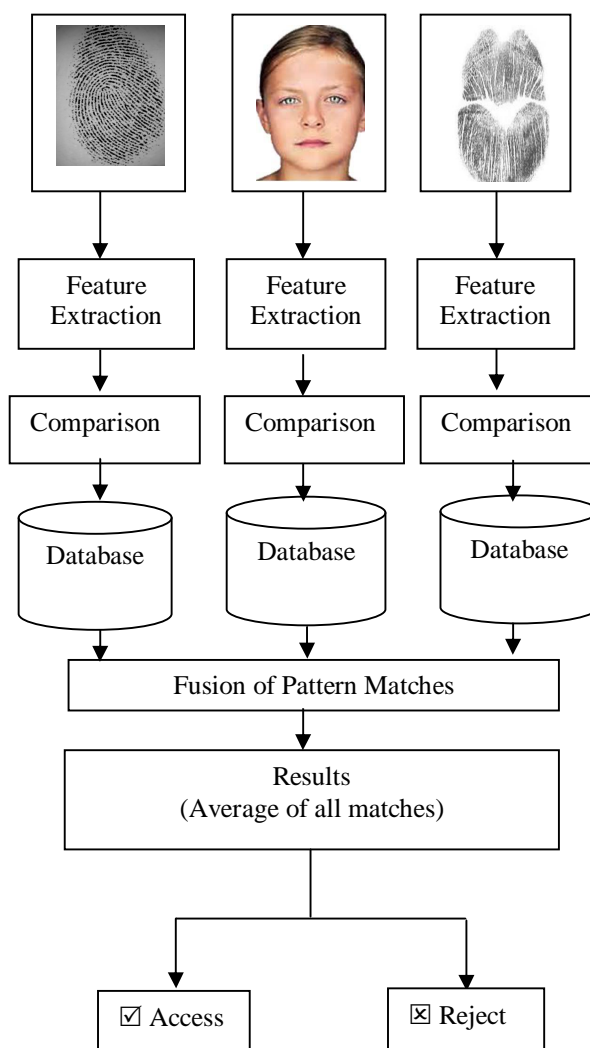 Feature
Extraction
Feature
Extraction
Feature
Extraction
Comparison
Comparison
Comparison
Database
Database
Database
Fusion of Pattern Matches
Results
(Average of all matches)
☑ Access
☒ Reject